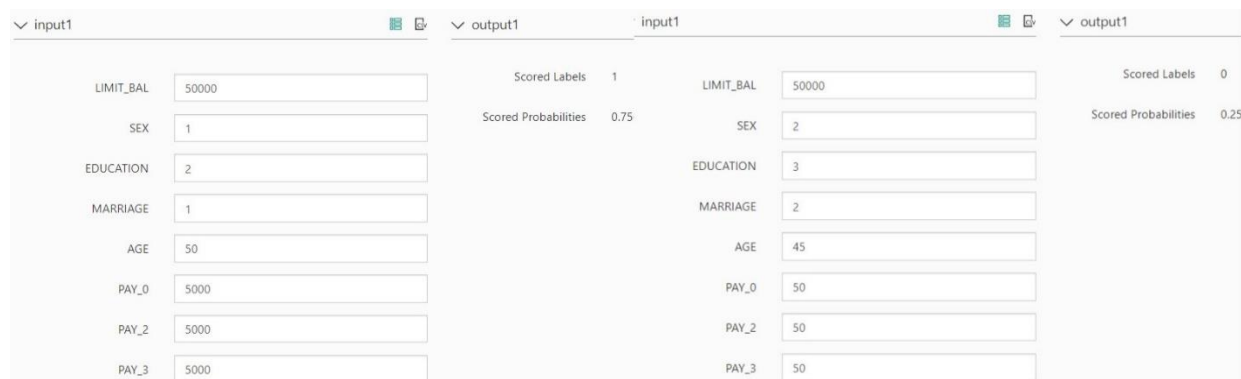 input1
LIMIT_BAL 50000
SEX 1
EDUCATION 2
MARRIAGE 1
AGE 50
PAY_0 5000
PAY_2 5000
PAY_3 5000
output1
Scored Labels 1
Scored Probabilities 0.75
input1
LIMIT_BAL 50000
SEX 2
EDUCATION 3
MARRIAGE 2
AGE 45
PAY_0 50
PAY_2 50
PAY_3 50
output1
Scored Labels 0
Scored Probabilities 0.25